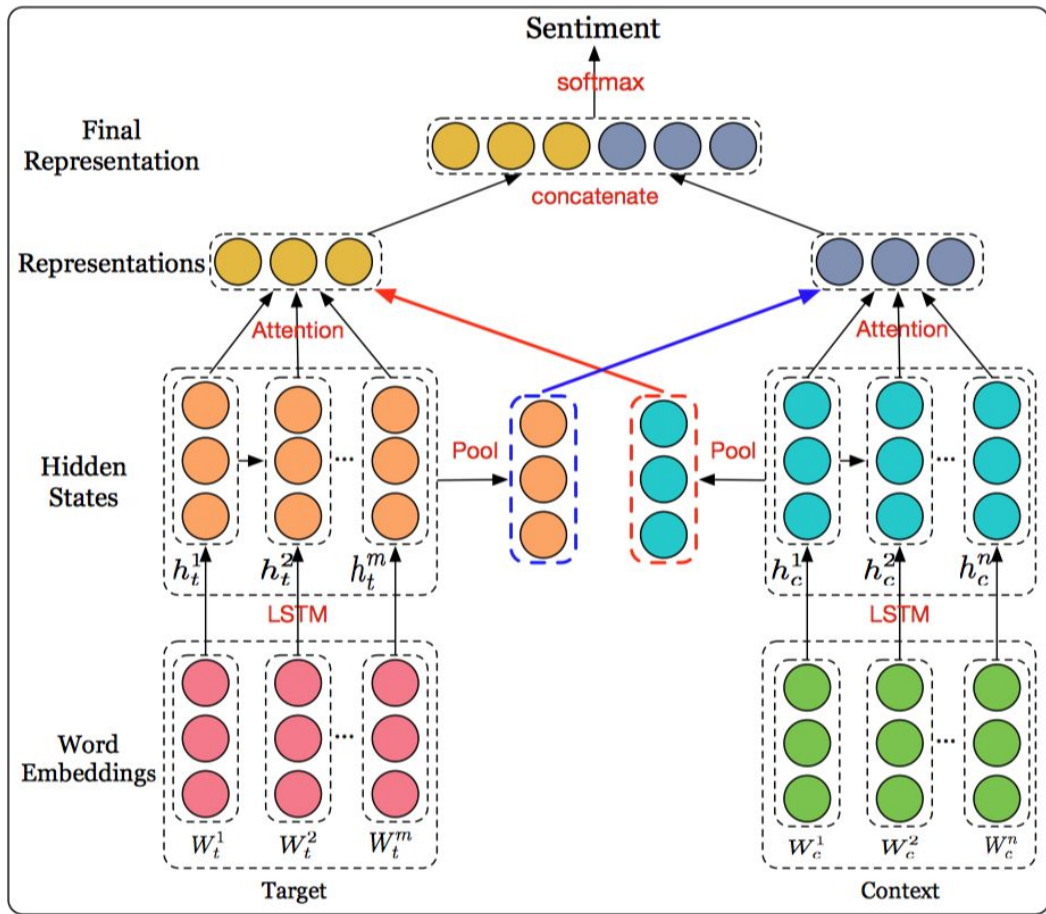 Sentiment
softmax
Final
Representation
concatenate
Representations
Attention
Attention
Hidden
States
Pool
Pool
...
...
h_t^1
h_t^2
h_t^m
h_c^1
h_c^2
h_c^n
LSTM
LSTM
Word
Embeddings
...
...
W_t^1
W_t^2
W_t^m
W_c^1
W_c^2
W_c^n
Target
Context